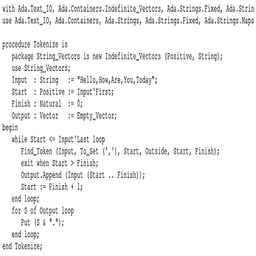 with Ada.Text_IO, Ada.Containers.Indefinite_Vectors, Ada.Strings.Fixed, Ada.Strin
use Ada.Text_IO, Ada.Containers, Ada.Strings, Ada.Strings.Fixed, Ada.Strings.Maps
procedure Tokenize is
package String_Vectors is new Indefinite_Vectors (Positive, String);
use String_Vectors;
Input : String := "Hello,How,Are,You,Today";
Start : Positive := Input'First;
Finish : Natural := 0;
Output : Vector := Empty_Vector;
begin
while Start <= Input'Last loop
Find_Token (Input, To_Set (','), Start, Outside, Start, Finish);
exit when Start > Finish;
Output.Append (Input (Start .. Finish));
Start := Finish + 1;
end loop;
for S of Output loop
Put (S & ".");
end loop;
end Tokenize;